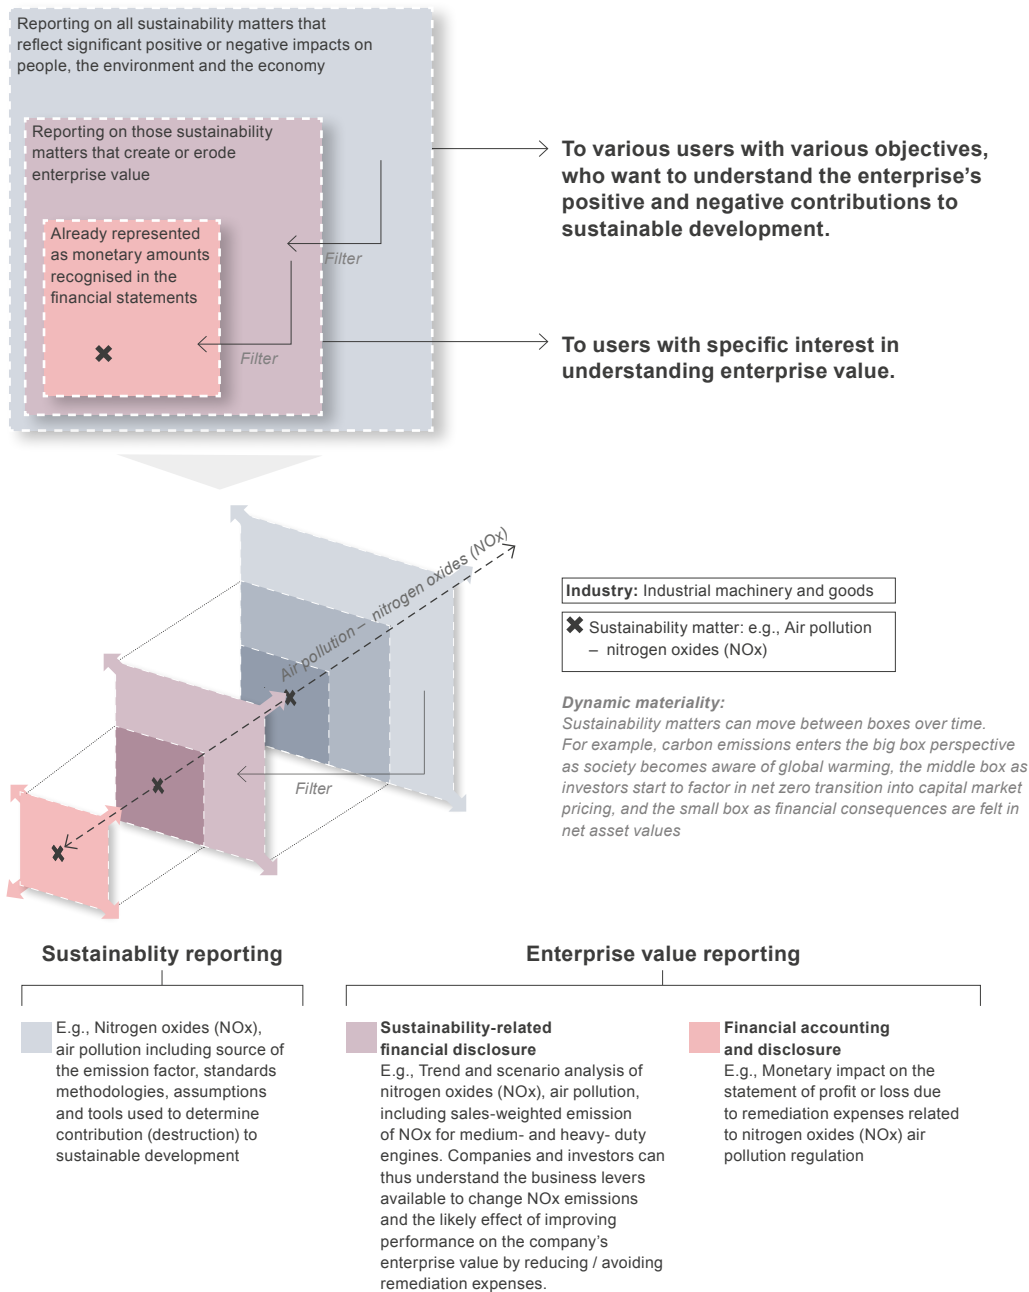 Reporting on all sustainability matters that
reflect significant positive or negative impacts on
people, the environment and the economy
Reporting on those sustainability
matters that create or erode
enterprise value
Already represented
as monetary amounts
recognised in the
financial statements
Filter
Filter
To various users with various objectives,
who want to understand the enterprise’s
positive and negative contributions to
sustainable development.
To users with specific interest in
understanding enterprise value.
Air pollution – nitrogen oxides (NOx)
Filter
Industry: Industrial machinery and goods
Sustainability matter: e.g., Air pollution
– nitrogen oxides (NOx)
Dynamic materiality:
Sustainability matters can move between boxes over time.
For example, carbon emissions enters the big box perspective
as society becomes aware of global warming, the middle box as
investors start to factor in net zero transition into capital market
pricing, and the small box as financial consequences are felt in
net asset values
Sustainablity reporting
E.g., Nitrogen oxides (NOx),
air pollution including source of
the emission factor, standards
methodologies, assumptions
and tools used to determine
contribution (destruction) to
sustainable development
Enterprise value reporting
Sustainability-related
financial disclosure
E.g., Trend and scenario analysis of
nitrogen oxides (NOx), air pollution,
including sales-weighted emission
of NOx for medium- and heavy- duty
engines. Companies and investors can
thus understand the business levers
available to change NOx emissions
and the likely effect of improving
performance on the company’s
enterprise value by reducing / avoiding
remediation expenses.
Financial accounting
and disclosure
E.g., Monetary impact on the
statement of profit or loss due
to remediation expenses related
to nitrogen oxides (NOx) air
pollution regulation